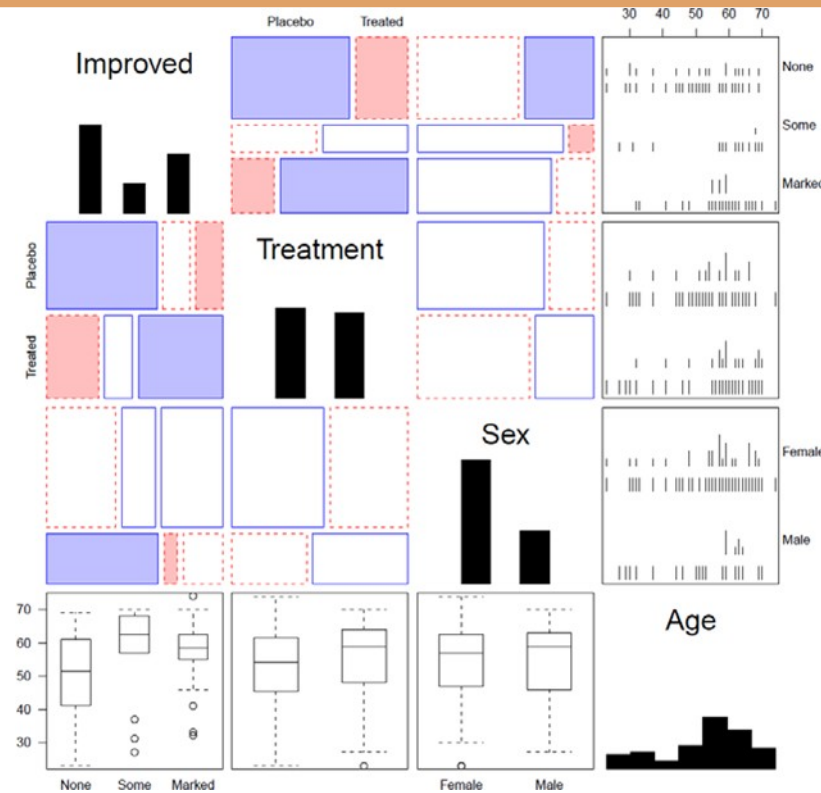 Placebo Treated
30 40 50 60 70
Improved
None
Some
Marked
Placebo
Treatment
Treated
Sex
Female
Male
70
60
50
40
30
Age
None Some Marked
Female Male